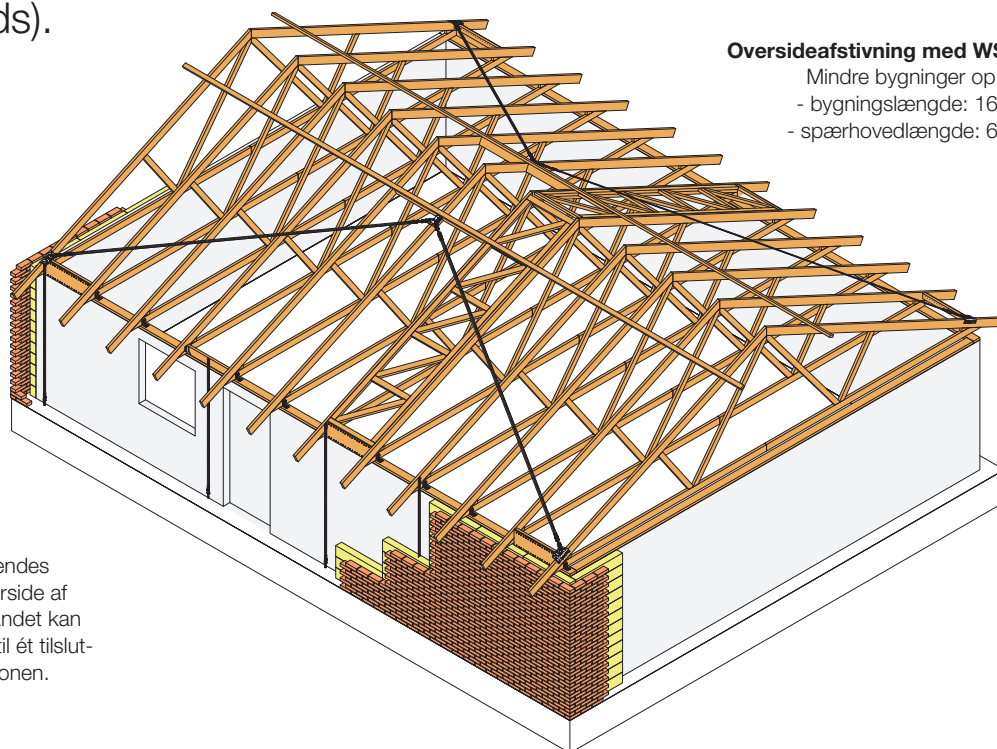 ds).
Oversideafstivning med WS
Mindre bygninger op
- bygningslængde: 16
- spærhovedlængde: 6
endes
rside af
ndet kan
til ét tilslut-
onen.